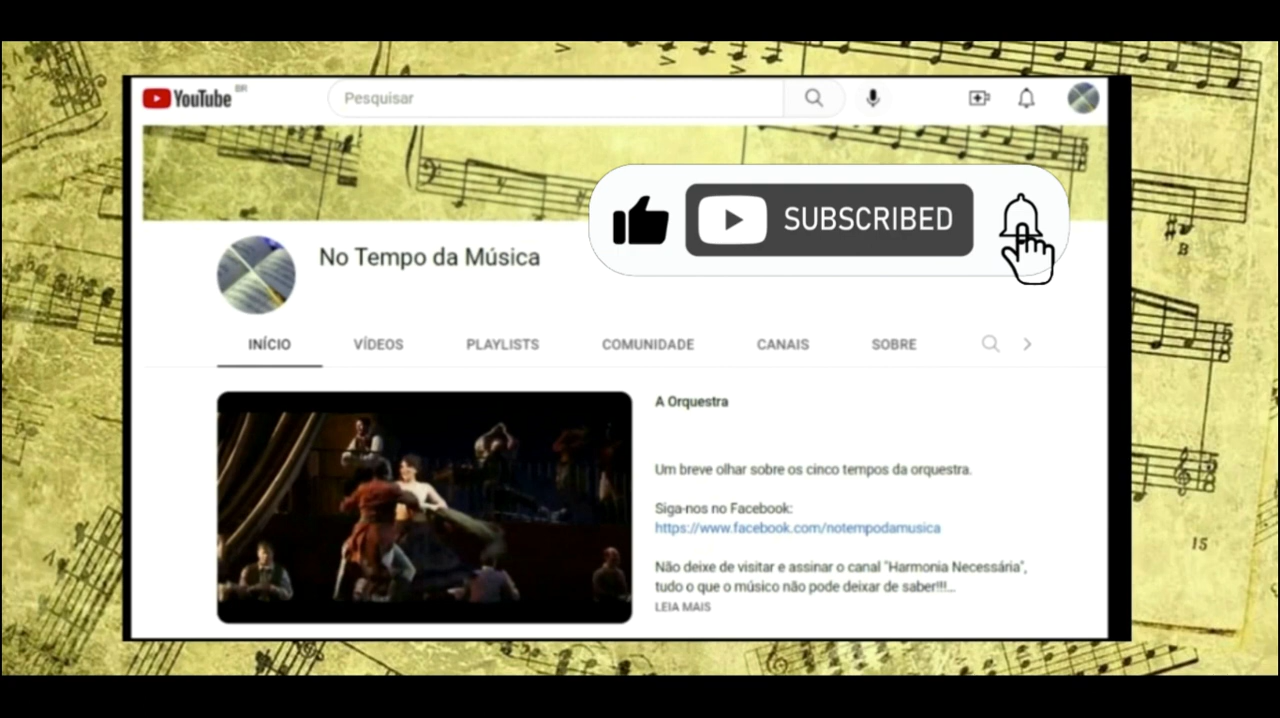 YouTube BR
Pesquisar
SUBSCRIBED
No Tempo da Música
INÍCIO VÍDEOS PLAYLISTS COMUNIDADE CANAIS SOBRE
A Orquestra
Um breve olhar sobre os cinco tempos da orquestra.
Siga-nos no Facebook:
https://www.facebook.com/notempodamusica
Não deixe de visitar e assinar o canal "Harmonia Necessária",
tudo o que o músico não pode deixar de saber!!!...
LEIA MAIS
B
15